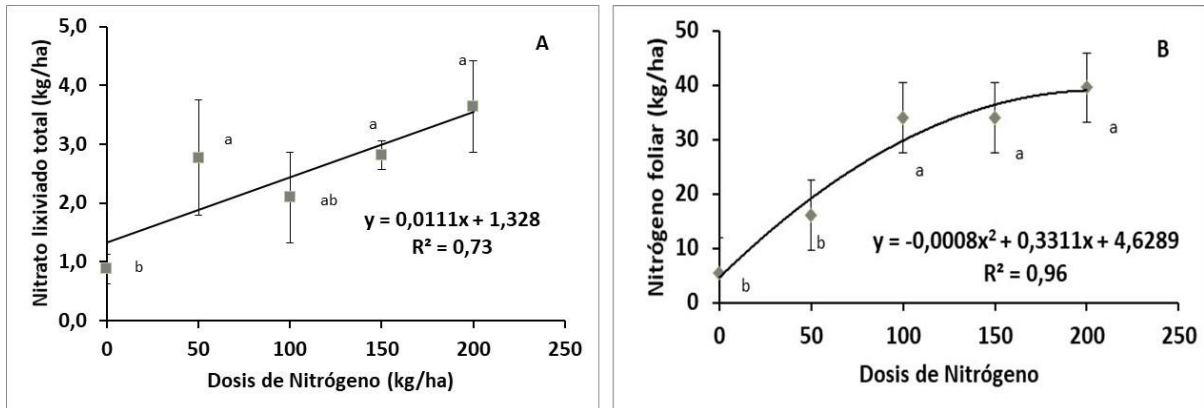 A
Nitrato lixiviado total (kg/ha)
5,0
4,0
3,0
2,0
1,0
0,0
b
a
ab
a
a
y = 0,0111x + 1,328
R² = 0,73
0 50 100 150 200 250
Dosis de Nitrógeno (kg/ha)
B
Nitrógeno foliar (kg/ha)
50
40
30
20
10
0
b
b
a
a
a
y = -0,0008x² + 0,3311x + 4,6289
R² = 0,96
0 50 100 150 200 250
Dosis de Nitrógeno